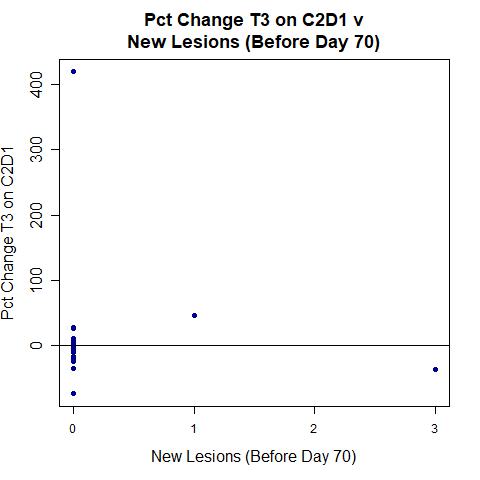 Pct Change T3 on C2D1 v
New Lesions (Before Day 70)
Pct Change T3 on C2D1
400
300
200
100
0
0 1 2 3
New Lesions (Before Day 70)